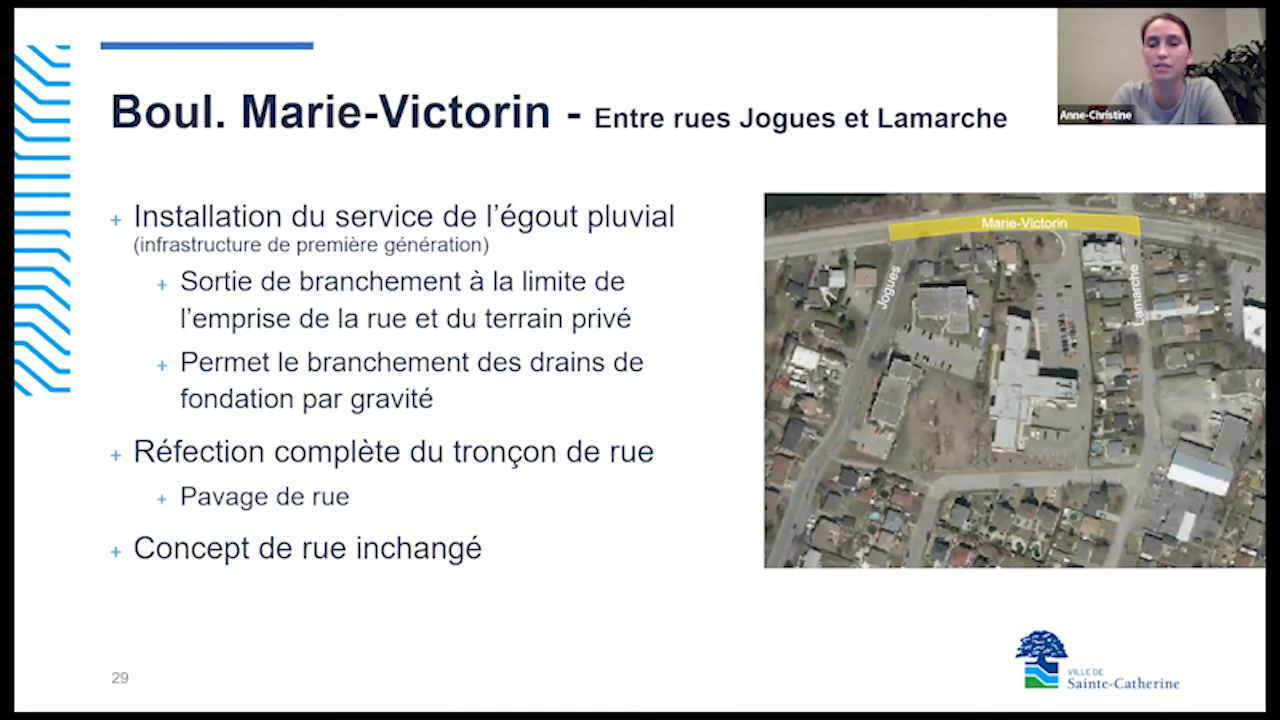 Boul. Marie-Victorin - Entre rues Jogues et Lamarche
Anne-Christine
+ Installation du service de l’égout pluvial
(infrastructure de première génération)
+ Sortie de branchement à la limite de
l’emprise de la rue et du terrain privé
+ Permet le branchement des drains de
fondation par gravité
+ Réfection complète du tronçon de rue
+ Pavage de rue
+ Concept de rue inchangé
Marie-Victorin
Jogues
Lamarche
29
VILLE DE
Sainte-Catherine